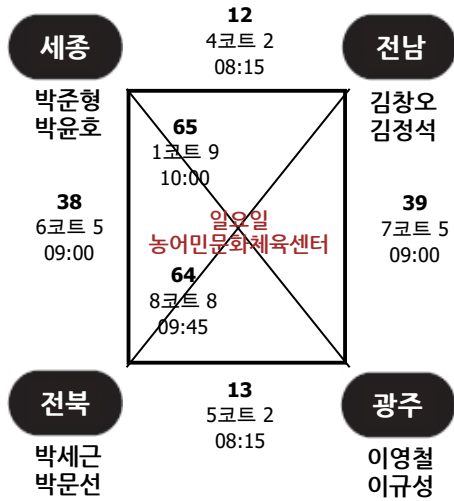 12
4코트 2
08:15
세종
박준형
박윤호
전남
김창오
김정석
65
1코트 9
10:00
38
6코트 5
09:00
일요일
농어민문화체육센터
39
7코트 5
09:00
64
8코트 8
09:45
전북
박세근
박문선
13
5코트 2
08:15
광주
이영철
이규성